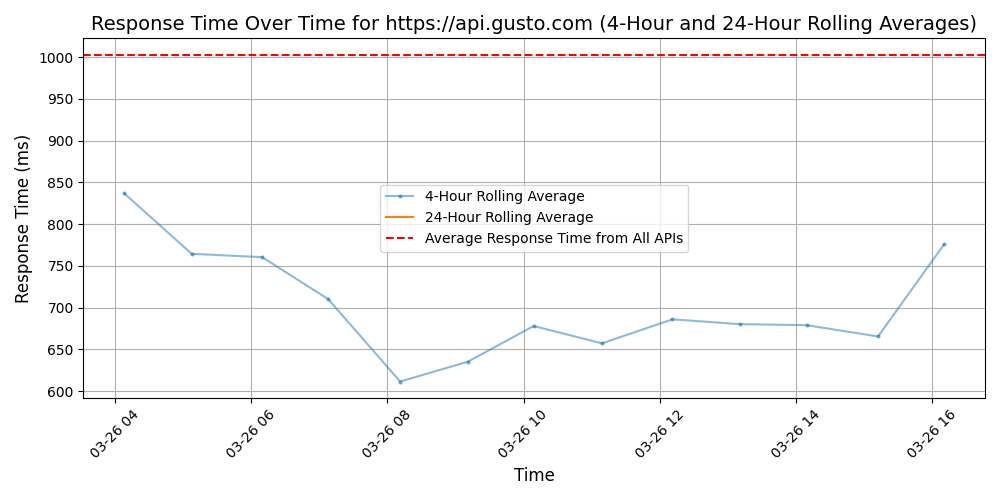 Response Time Over Time for https://api.gusto.com (4-Hour and 24-Hour Rolling Averages)
Response Time (ms)
1000
950
900
850
800
750
700
650
600
4-Hour Rolling Average
24-Hour Rolling Average
Average Response Time from All APIs
03-26 04
03-26 06
03-26 08
03-26 10
03-26 12
03-26 14
03-26 16
Time